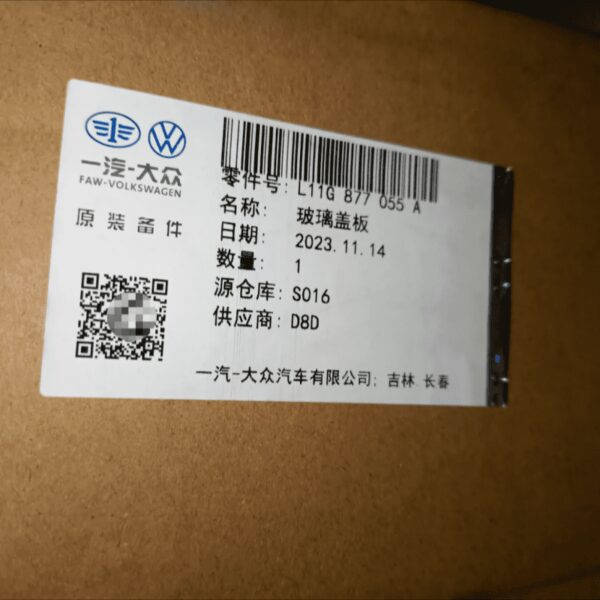 一汽-大众
FAW-VOLKSWAGEN
原装备件
零件号: L11G 877 055 A
名称: 玻璃盖板
日期: 2023.11.14
数量: 1
源仓库: S016
供应商: D8D
一汽-大众汽车有限公司; 吉林.长春